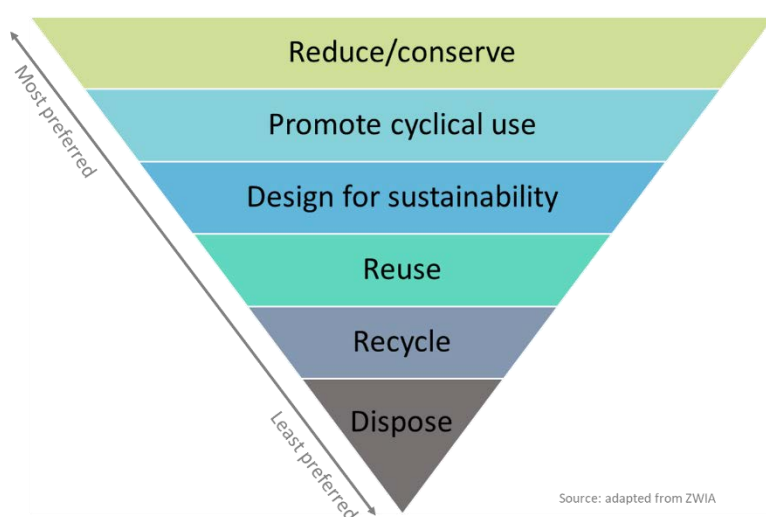 Reduce/conserve
Most preferred
Promote cyclical use
Design for sustainability
Reuse
Recycle
Dispose
Least preferred
Source: adapted from ZWIA